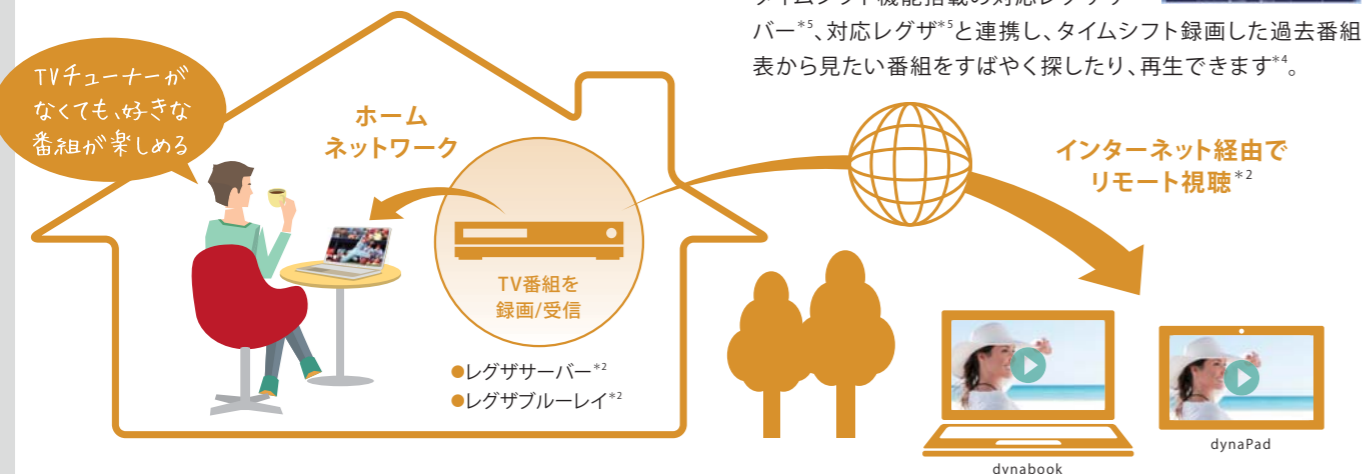 バー*5、対応レグザ*5と連携し、タイムシフト録画した過去番組
表から見たい番組をすばやく探したり、再生できます*4。
TVチューナーが
なくても、好きな
番組が楽しめる
ホーム
ネットワーク
TV番組を
録画/受信
●レグザサーバー*2
●レグザブルーレイ*2
インターネット経由で
リモート視聴*2
dynabook
dynaPad